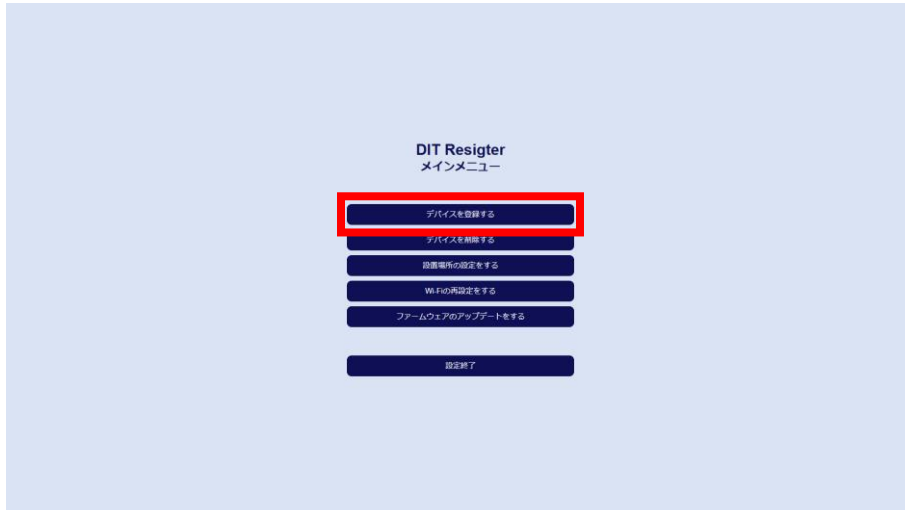 DIT Resigter
メインメニュー
デバイスを登録する
デバイスを削除する
設置場所の設定をする
Wi-Fiの再設定をする
ファームウェアのアップデートをする
設定終了